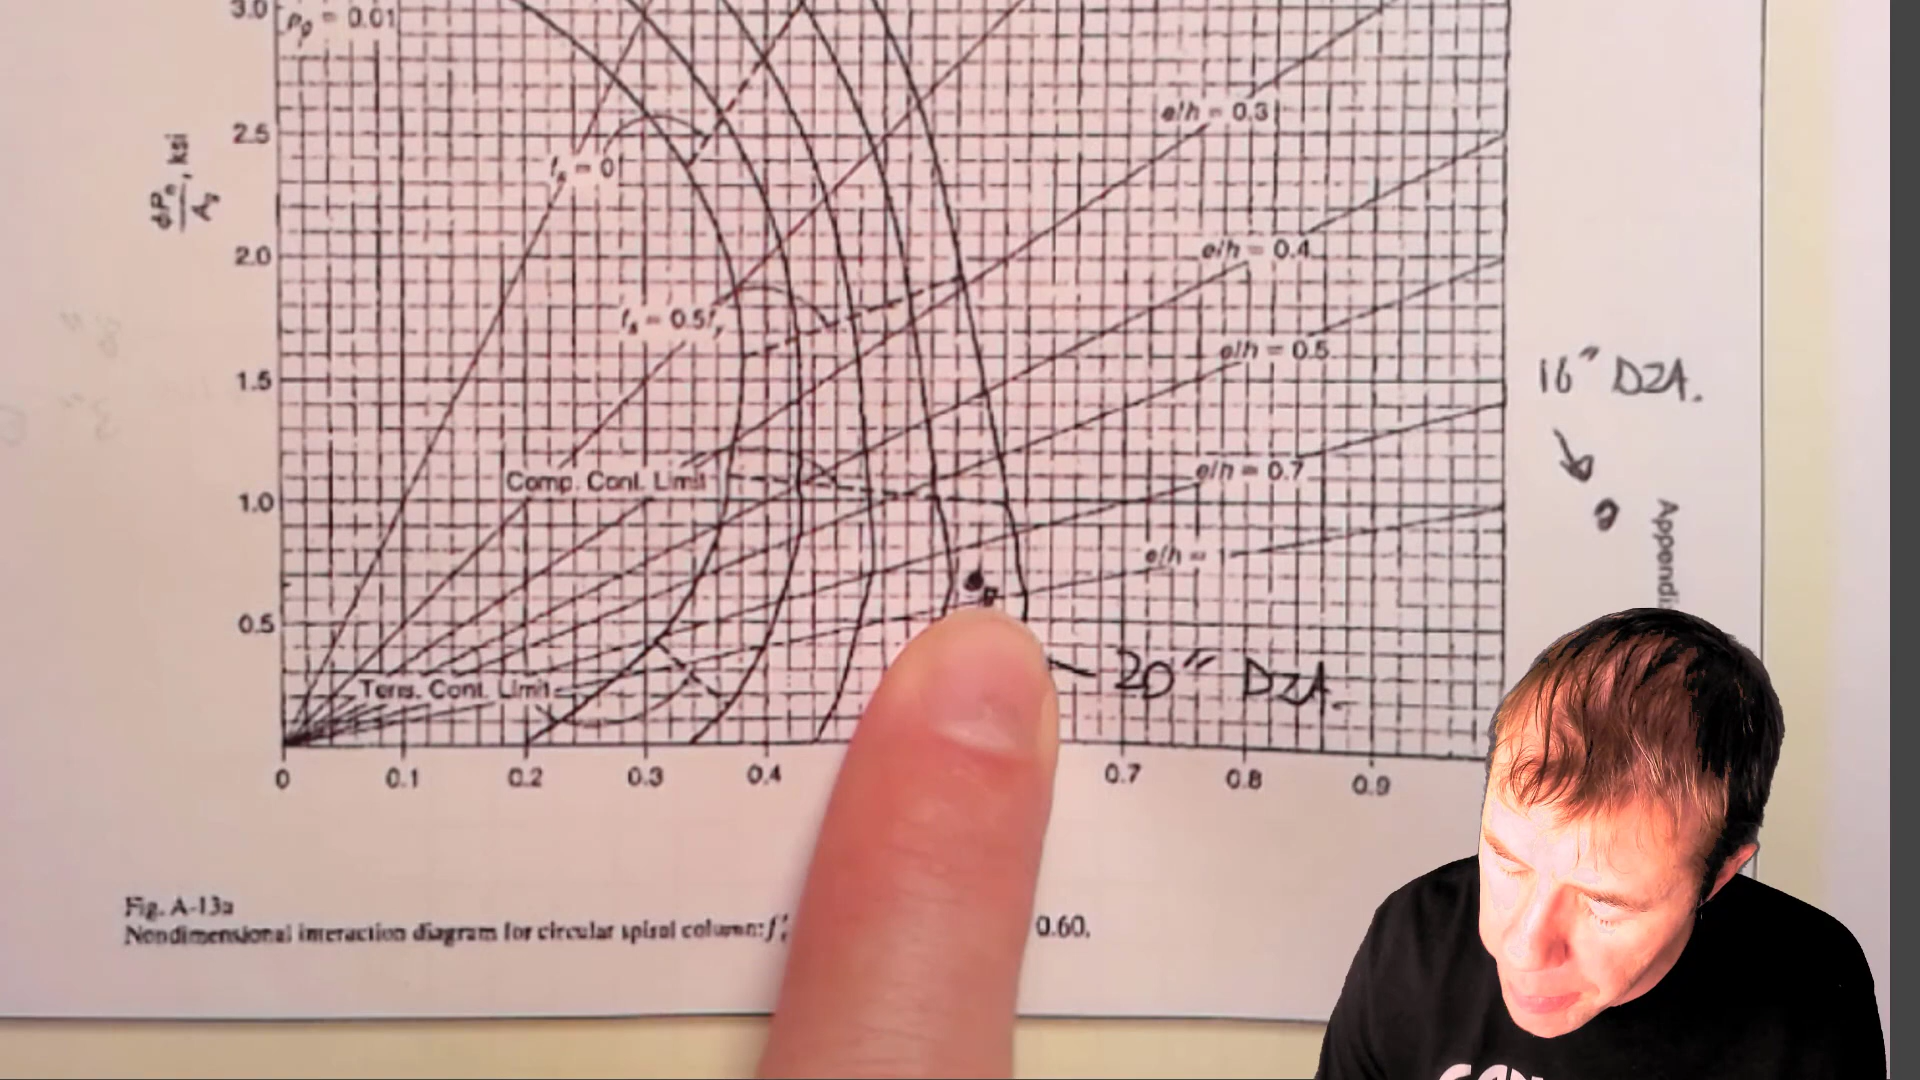 3.0
ρg = 0.01
2.5
ϕPn/Ag, ksi
2.0
1.5
1.0
0.5
fs = 0
fs = 0.5fy
Comp. Cont. Limit
Tens. Cont. Limit
e/h = 0.3
e/h = 0.4
e/h = 0.5
e/h = 0.7
e/h = 1
16" DIA.
20" DIA.
0 0.1 0.2 0.3 0.4 0.7 0.8 0.9
Fig. A-13a
Nondimensional interaction diagram for circular spiral column: f′c 0.60.